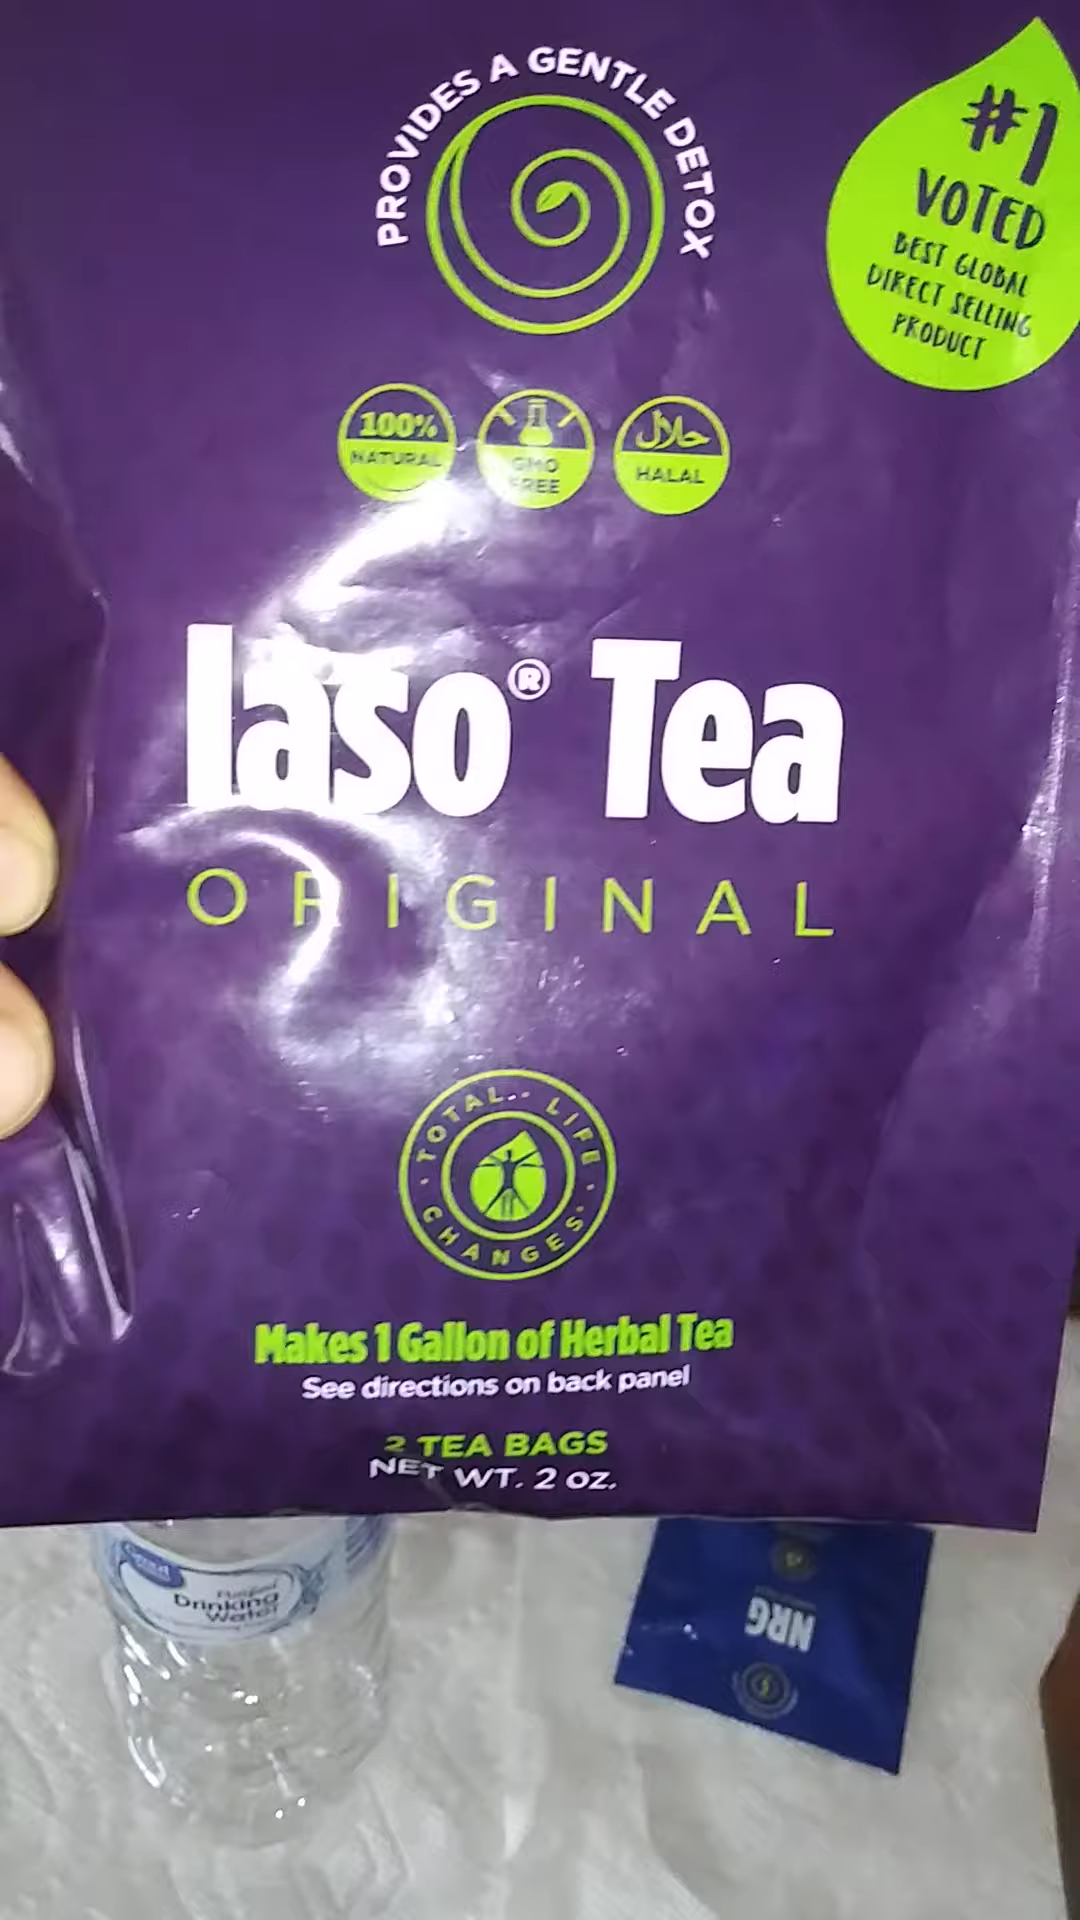 PROVIDES A GENTLE DETOX
#1
VOTED
BEST GLOBAL
DIRECT SELLING
PRODUCT
100%
NATURAL
GMO
FREE
حلال
HALAL
Iaso® Tea
ORIGINAL
TOTAL LIFE CHANGES
Makes 1 Gallon of Herbal Tea
See directions on back panel
2 TEA BAGS
NET WT. 2 OZ.
Purified
Drinking
Water
NRG